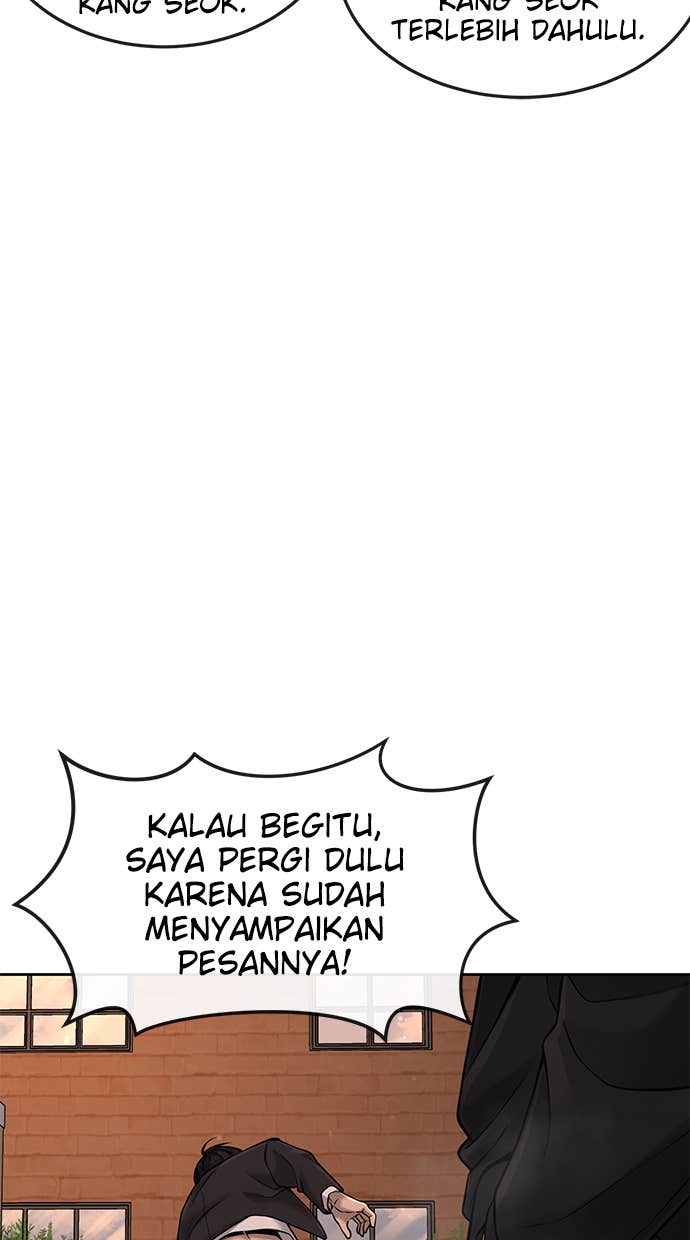 KANG SEOK.
KANG SEOK
TERLEBIH DAHULU.
KALAU BEGITU,
SAYA PERGI DULU
KARENA SUDAH
MENYAMPAIKAN
PESANNYA!